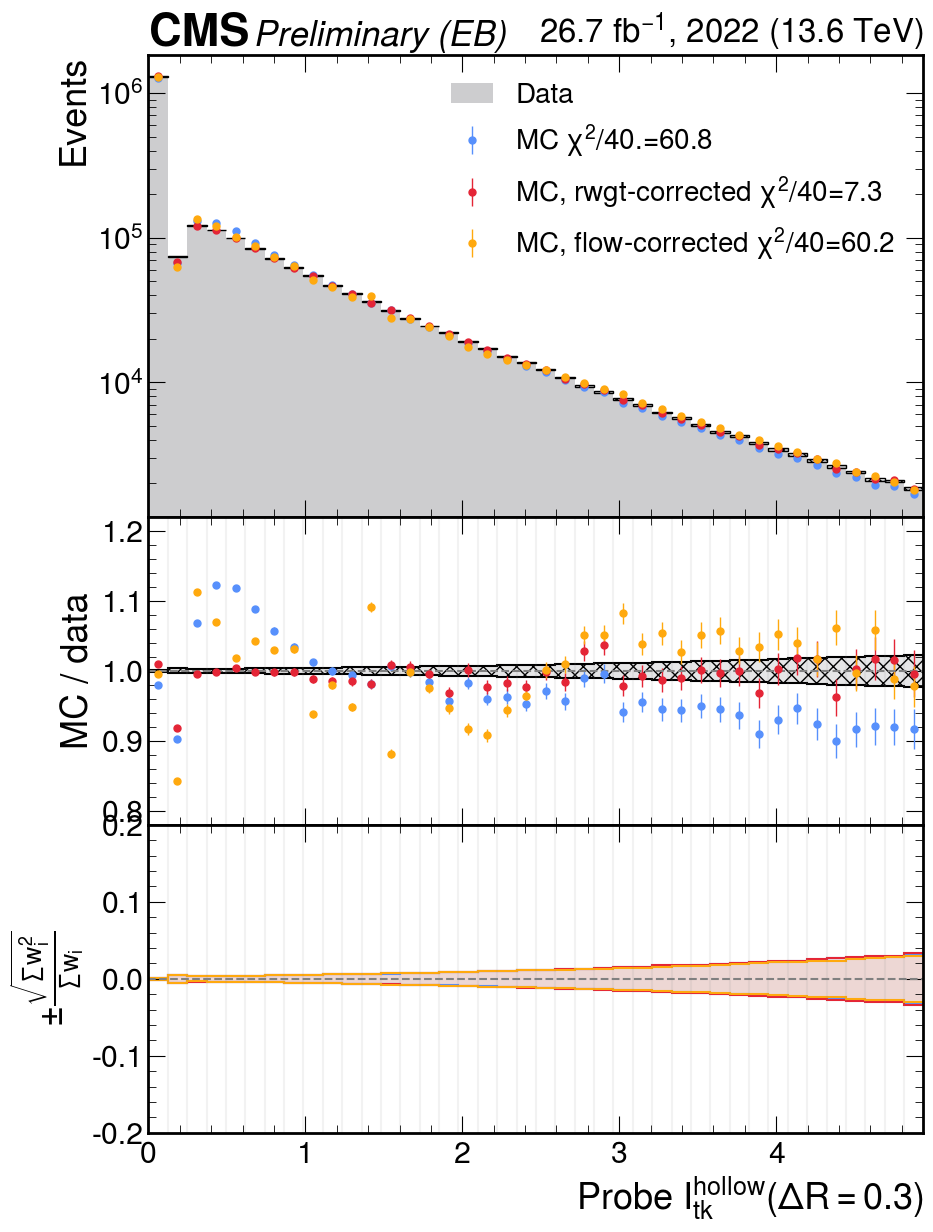 CMS Preliminary (EB) 26.7 fb⁻¹, 2022 (13.6 TeV)
Events
10⁶
10⁵
10⁴
Data
MC χ²/40.=60.8
MC, rwgt-corrected χ²/40=7.3
MC, flow-corrected χ²/40=60.2
MC / data
1.2
1.1
1.0
0.9
0.8
±√Σwᵢ²/Σwᵢ
0.2
0.1
0.0
-0.1
-0.2
0 1 2 3 4
Probe I_tk^hollow(ΔR = 0.3)